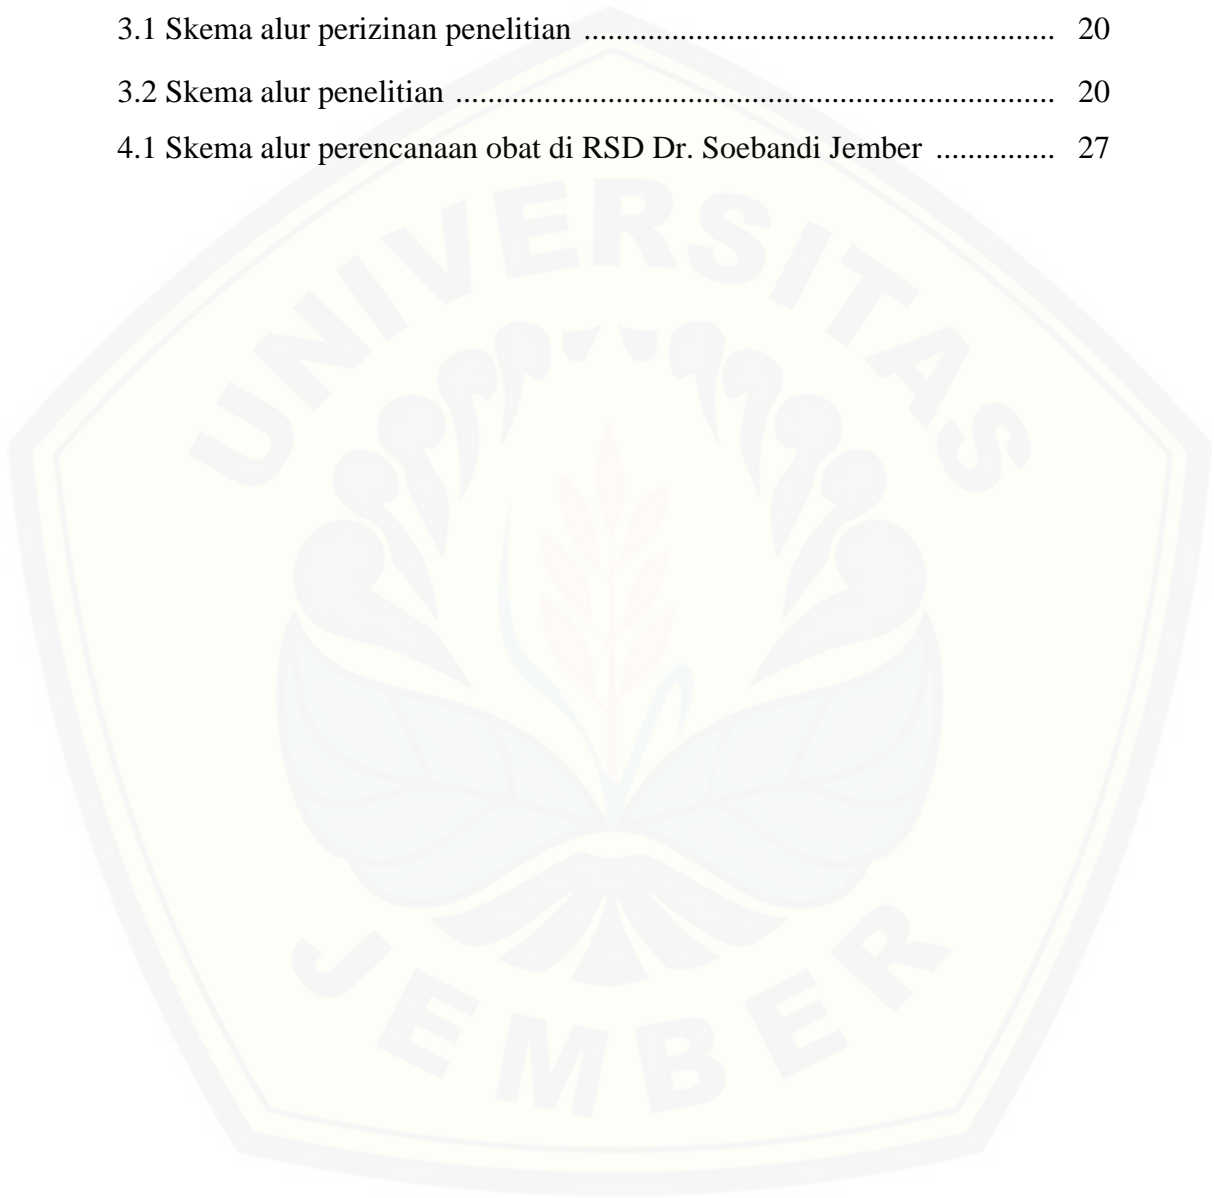 3.1 Skema alur perizinan penelitian .......................................................... 20
3.2 Skema alur penelitian .......................................................................... 20
4.1 Skema alur perencanaan obat di RSD Dr. Soebandi Jember ............... 27
UNIVERSITAS
JEMBER